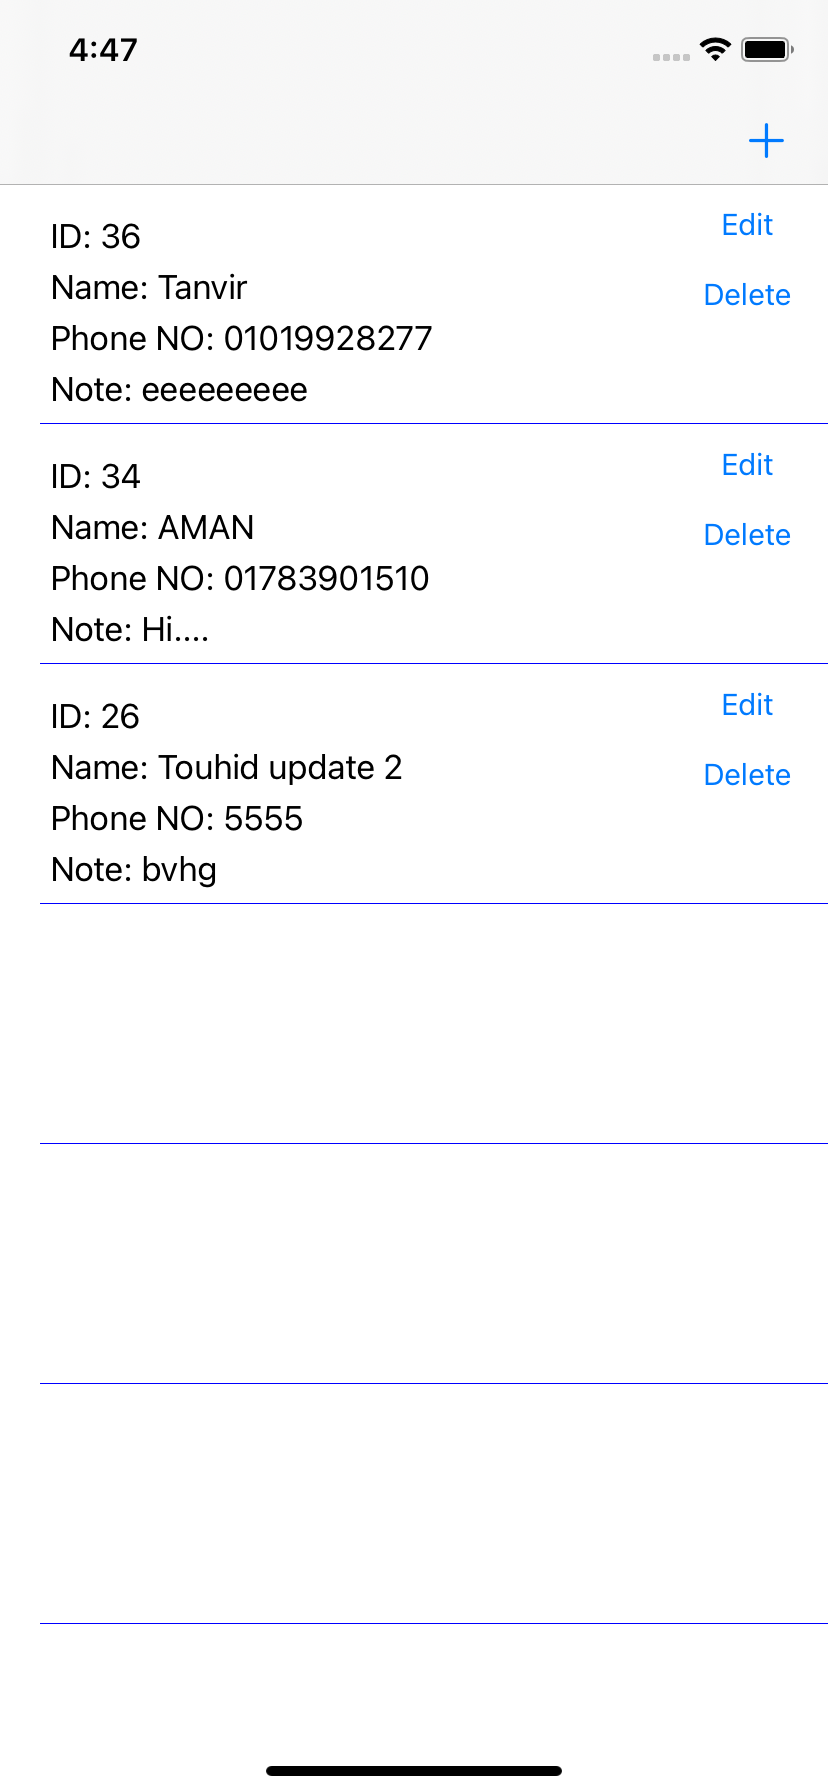 4:47
ID: 36
Edit
Name: Tanvir
Delete
Phone NO: 01019928277
Note: eeeeeeeee
ID: 34
Edit
Name: AMAN
Delete
Phone NO: 01783901510
Note: Hi....
ID: 26
Edit
Name: Touhid update 2
Delete
Phone NO: 5555
Note: bvhg